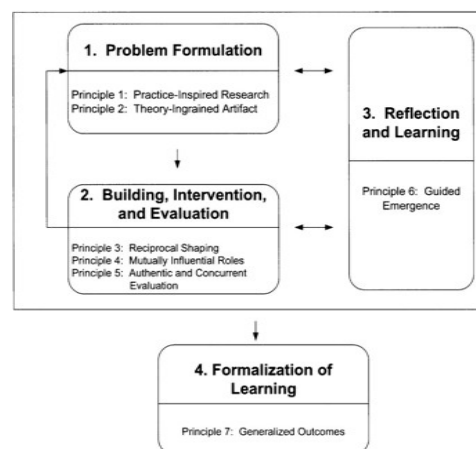 1. Problem Formulation
Principle 1: Practice-Inspired Research
Principle 2: Theory-Ingrained Artifact
2. Building, Intervention,
and Evaluation
Principle 3: Reciprocal Shaping
Principle 4: Mutually Influential Roles
Principle 5: Authentic and Concurrent
Evaluation
3. Reflection
and Learning
Principle 6: Guided
Emergence
4. Formalization of
Learning
Principle 7: Generalized Outcomes